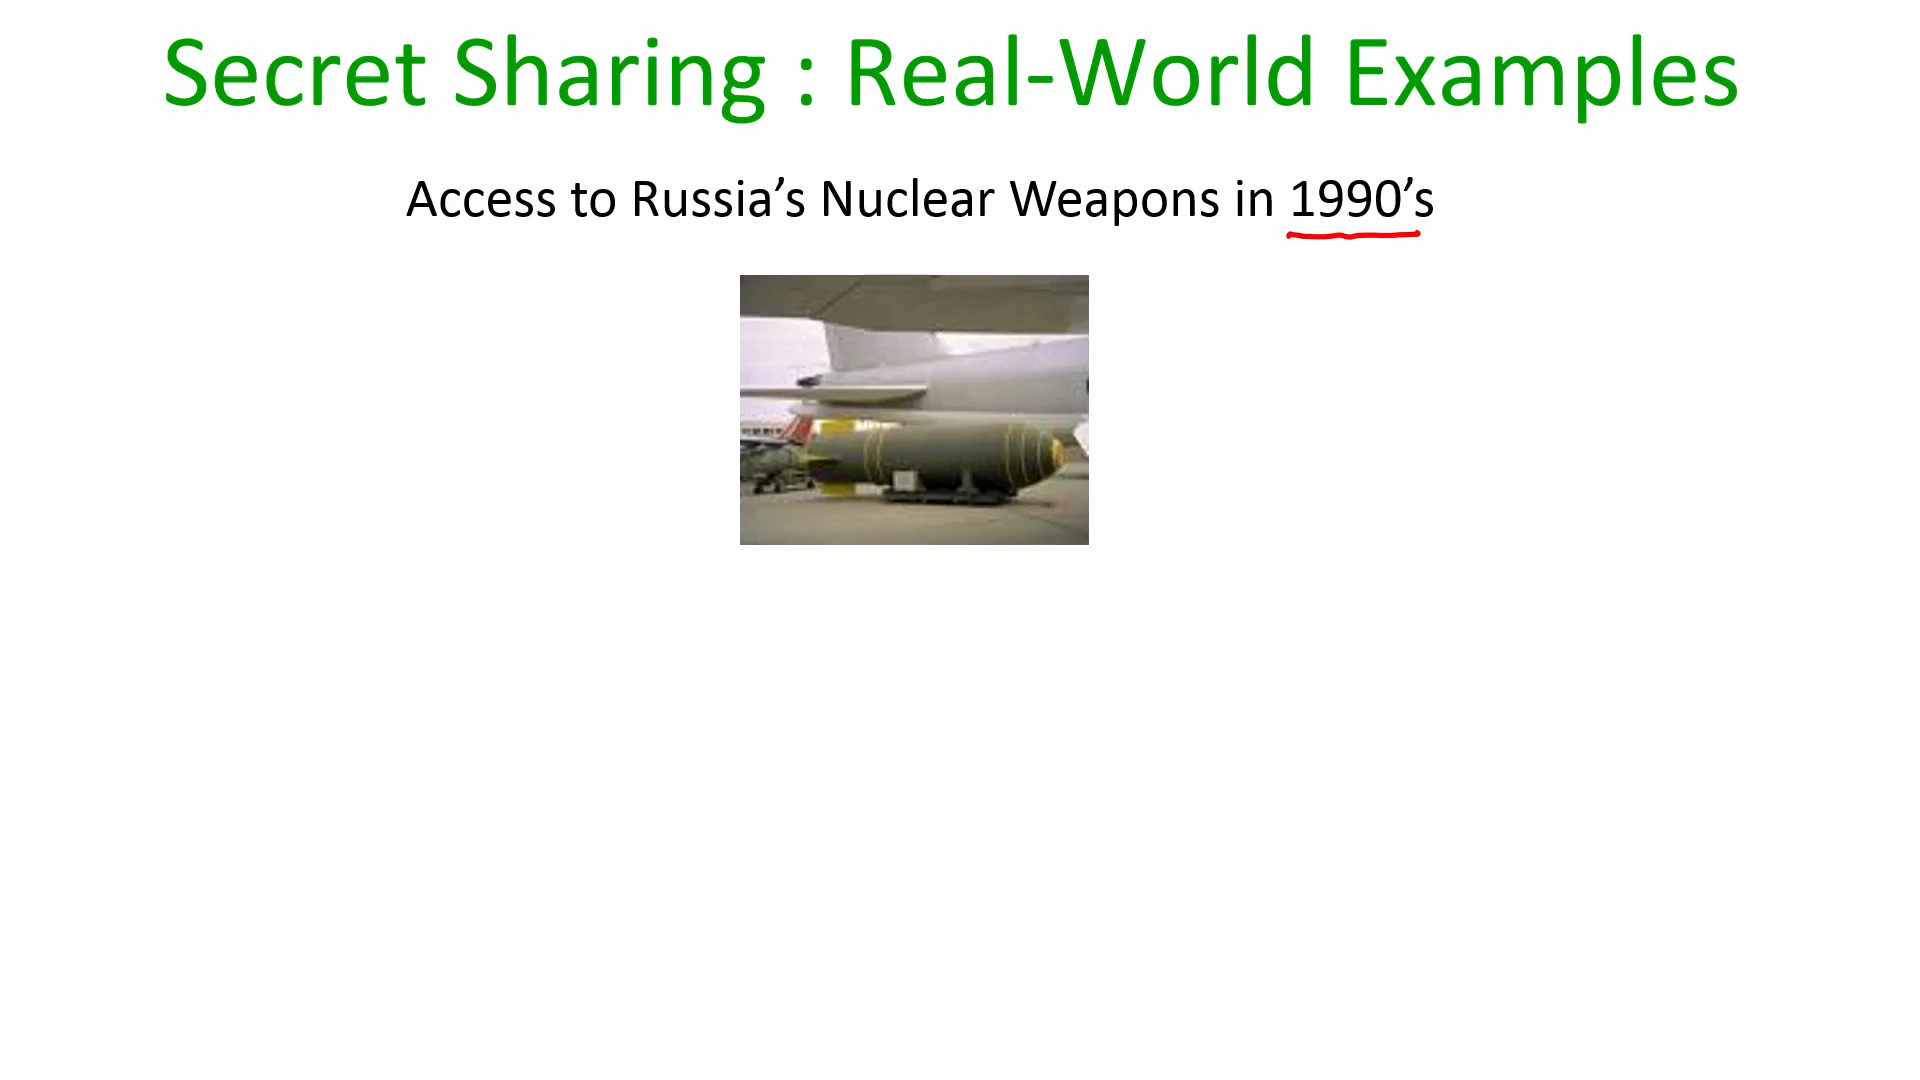 Secret Sharing : Real-World Examples
Access to Russia’s Nuclear Weapons in 1990’s